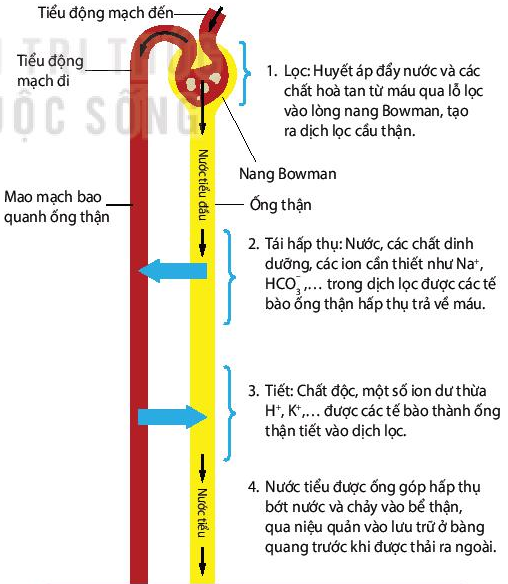 Tiểu động mạch đến
Tiểu động
mạch đi
TRI TH
UỘC SỐNG
1. Lọc: Huyết áp đẩy nước và các
chất hoà tan từ máu qua lỗ lọc
vào lòng nang Bowman, tạo
ra dịch lọc cầu thận.
Nang Bowman
Nước tiểu đầu
Mao mạch bao
quanh ống thận
Ống thận
2. Tái hấp thụ: Nước, các chất dinh
dưỡng, các ion cần thiết như Na⁺,
HCO₃⁻,... trong dịch lọc được các tế
bào ống thận hấp thụ trả về máu.
3. Tiết: Chất độc, một số ion dư thừa
H⁺, K⁺,... được các tế bào thành ống
thận tiết vào dịch lọc.
Nước tiểu
4. Nước tiểu được ống góp hấp thụ
bớt nước và chảy vào bể thận,
qua niệu quản vào lưu trữ ở bàng
quang trước khi được thải ra ngoài.